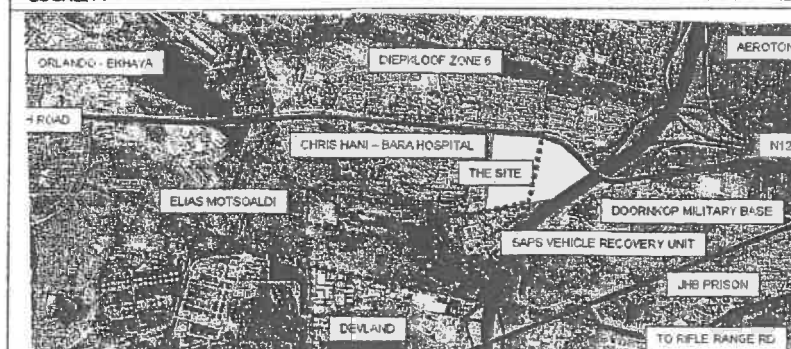 ORLANDO - EKHAYA
DIEPKLOOF ZONE 6
AEROTON
H ROAD
CHRIS HANI - BARA HOSPITAL
N12
THE SITE
ELIAS MOTSOALDI
DOORNKOP MILITARY BASE
SAPS VEHICLE RECOVERY UNIT
JHB PRISON
DEVLAND
TO RIFLE RANGE RD